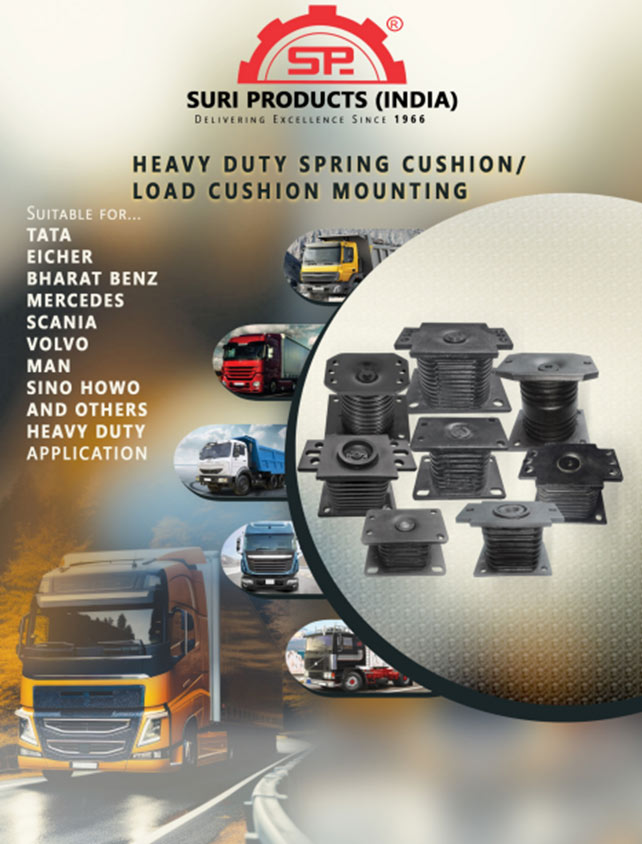 SP
®
SURI PRODUCTS (INDIA)
DELIVERING EXCELLENCE SINCE 1966
HEAVY DUTY SPRING CUSHION/
LOAD CUSHION MOUNTING
SUITABLE FOR...
TATA
EICHER
BHARAT BENZ
MERCEDES
SCANIA
VOLVO
MAN
SINO HOWO
AND OTHERS
HEAVY DUTY
APPLICATION